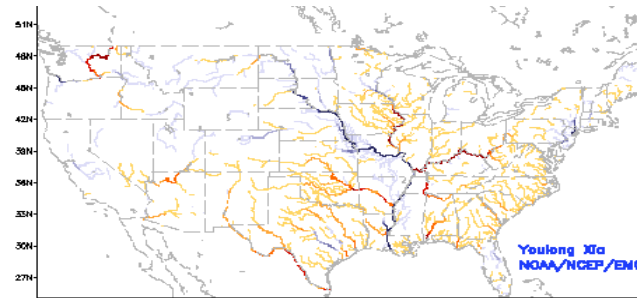 51N
48N
45N
42N
39N
36N
33N
30N
27N
Youlong Xia
NOAA/NCEP/EMC